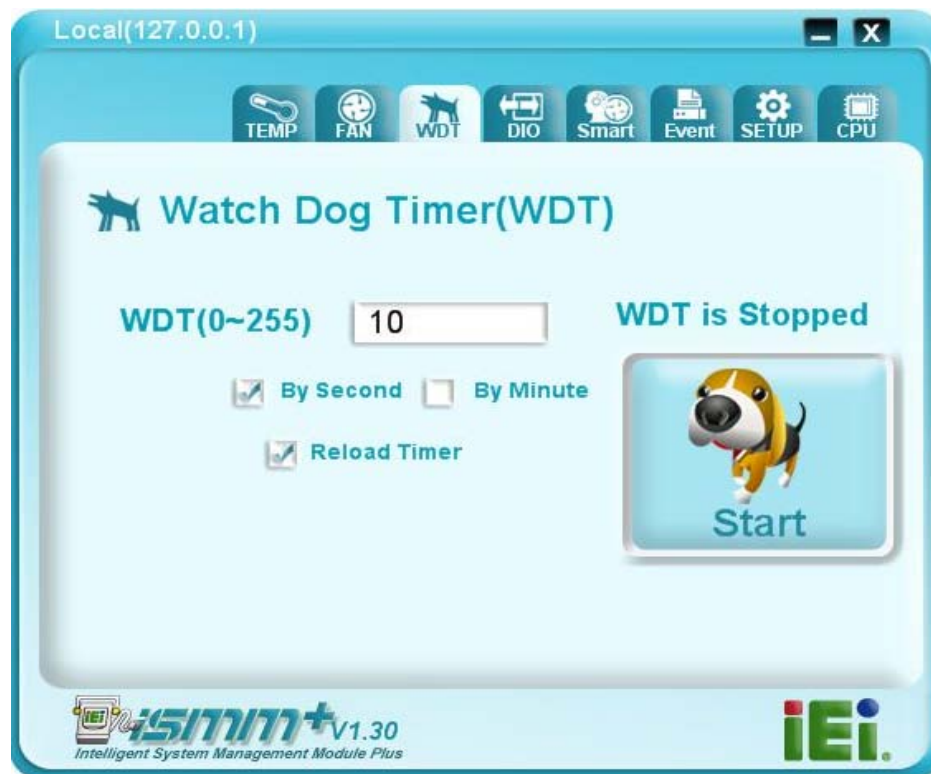 Local(127.0.0.1)
X
TEMP
FAN
WDT
DIO
Smart
Event
SETUP
CPU
Watch Dog Timer(WDT)
WDT(0~255)
10
WDT is Stopped
By Second
By Minute
Reload Timer
Start
iEi
ismm+V1.30
Intelligent System Management Module Plus
iEi.